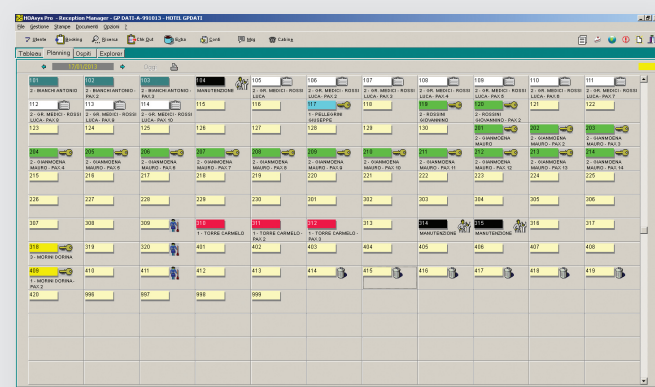 HOAsys Pro - Reception Manager - GP DATI-A-991013 - HOTEL GPDATI
File Gestione Stampe Documenti Opzioni ?
Utente Booking Ricerca Chk Out Extra Conti Msg Catring
Tableau Planning Ospiti Explorer
17/01/2013 Oggi
101 102 103 104 105 106 107 108 109 110 111
2 - BIANCHI ANTONIO 2 - BIANCHI ANTONIO - PAX 2 2 - BIANCHI ANTONIO - PAX 3 MANUTENZIONE 2 - GR. MEDICI - ROSSI LUCA 2 - GR. MEDICI - ROSSI LUCA - PAX 2 2 - GR. MEDICI - ROSSI LUCA - PAX 3 2 - GR. MEDICI - ROSSI LUCA - PAX 4 2 - GR. MEDICI - ROSSI LUCA - PAX 5 2 - GR. MEDICI - ROSSI LUCA - PAX 6 2 - GR. MEDICI - ROSSI LUCA - PAX 7
112 113 114 115 116 117 118 119 120 121 122
2 - GR. MEDICI - ROSSI LUCA - PAX 8 2 - GR. MEDICI - ROSSI LUCA - PAX 9 2 - GR. MEDICI - ROSSI LUCA - PAX 10 1 - PELLEGRINI GIUSEPPE 2 - ROSSINI GIOVANNINO 2 - ROSSINI GIOVANNINO - PAX 2
123 124 125 126 127 128 129 130 201 202 203
2 - GIANMOENA MAURO 2 - GIANMOENA MAURO - PAX 2 2 - GIANMOENA MAURO - PAX 3
204 205 206 207 208 209 210 211 212 213 214
2 - GIANMOENA MAURO - PAX 4 2 - GIANMOENA MAURO - PAX 5 2 - GIANMOENA MAURO - PAX 6 2 - GIANMOENA MAURO - PAX 7 2 - GIANMOENA MAURO - PAX 8 2 - GIANMOENA MAURO - PAX 9 2 - GIANMOENA MAURO - PAX 10 2 - GIANMOENA MAURO - PAX 11 2 - GIANMOENA MAURO - PAX 12 2 - GIANMOENA MAURO - PAX 13 2 - GIANMOENA MAURO - PAX 14
215 216 217 218 219 220 221 222 223 224 225
226 227 228 229 230 301 302 303 304 305 306
307 308 309 310 311 312 313 314 315 316 317
1 - TORRE CARMELO 1 - TORRE CARMELO - PAX 2 1 - TORRE CARMELO - PAX 3 MANUTENZIONE MANUTENZIONE
318 319 320 401 402 403 404 405 406 407 408
3 - MORINI DORINA
409 410 411 412 413 414 415 416 417 418 419
1 - MORINI DORINA - PAX 2
420 996 997 998 999